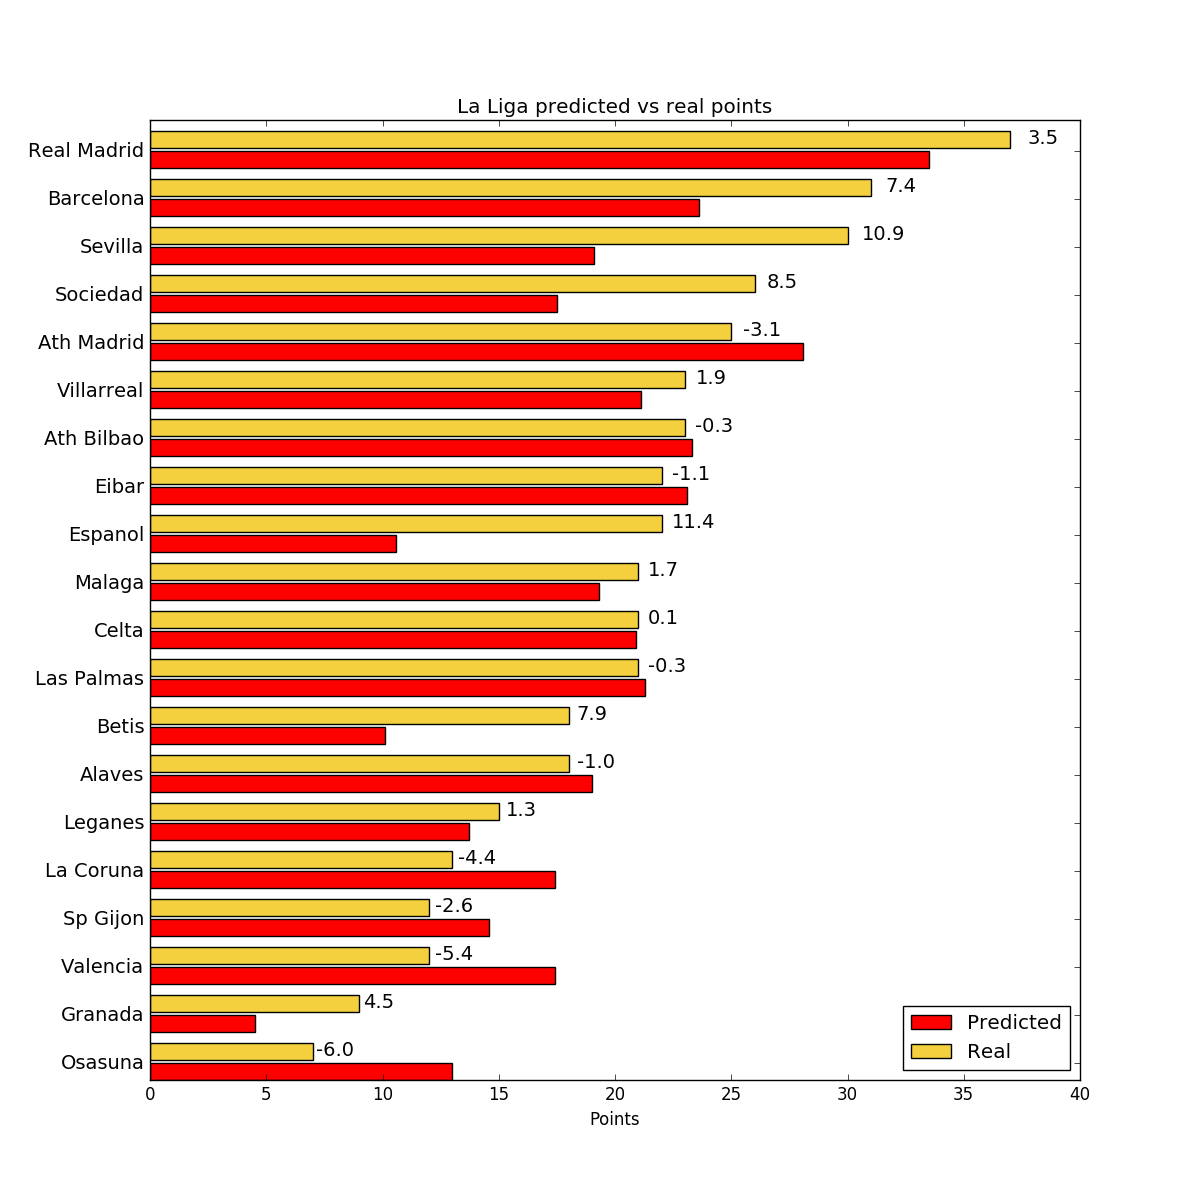 La Liga predicted vs real points
Real Madrid 3.5
Barcelona 7.4
Sevilla 10.9
Sociedad 8.5
Ath Madrid -3.1
Villarreal 1.9
Ath Bilbao -0.3
Eibar -1.1
Espanol 11.4
Malaga 1.7
Celta 0.1
Las Palmas -0.3
Betis 7.9
Alaves -1.0
Leganes 1.3
La Coruna -4.4
Sp Gijon -2.6
Valencia -5.4
Granada 4.5
Osasuna -6.0
Predicted
Real
0 5 10 15 20 25 30 35 40
Points